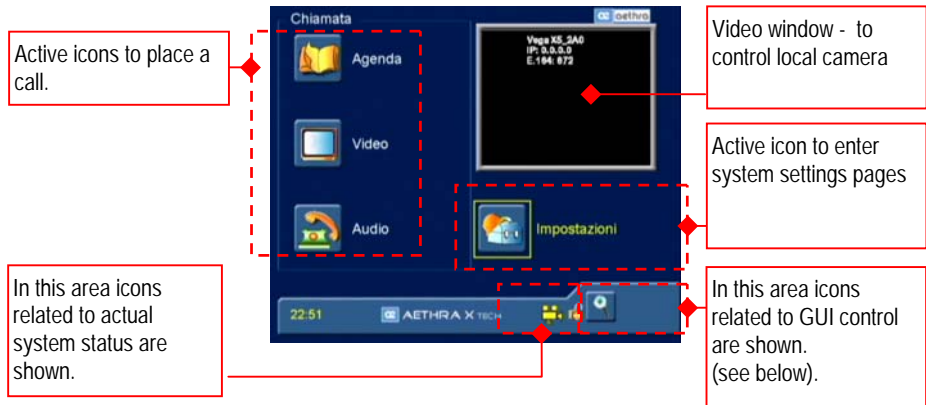 Active icons to place a
call.
Chiamata
Agenda
Video
Audio
aethra
Vega X5_2A0
IP: 0.0.0.0
E.164: 672
Impostazioni
22:51
AETHRA X TECH
Video window - to
control local camera
Active icon to enter
system settings pages
In this area icons
related to actual
system status are
shown.
In this area icons
related to GUI control
are shown.
(see below).